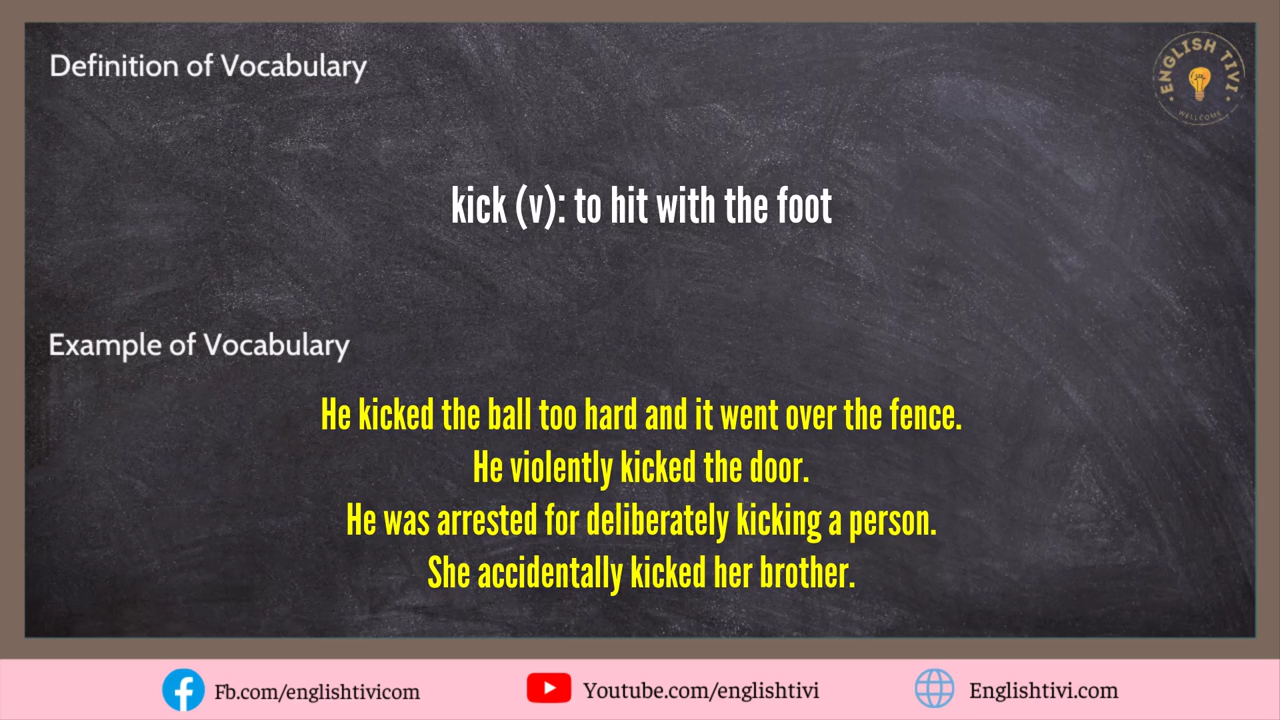 Definition of Vocabulary
ENGLISH TIVI
WELLCOME
kick (v): to hit with the foot
Example of Vocabulary
He kicked the ball too hard and it went over the fence.
He violently kicked the door.
He was arrested for deliberately kicking a person.
She accidentally kicked her brother.
Fb.com/englishtivicom
Youtube.com/englishtivi
Englishtivi.com